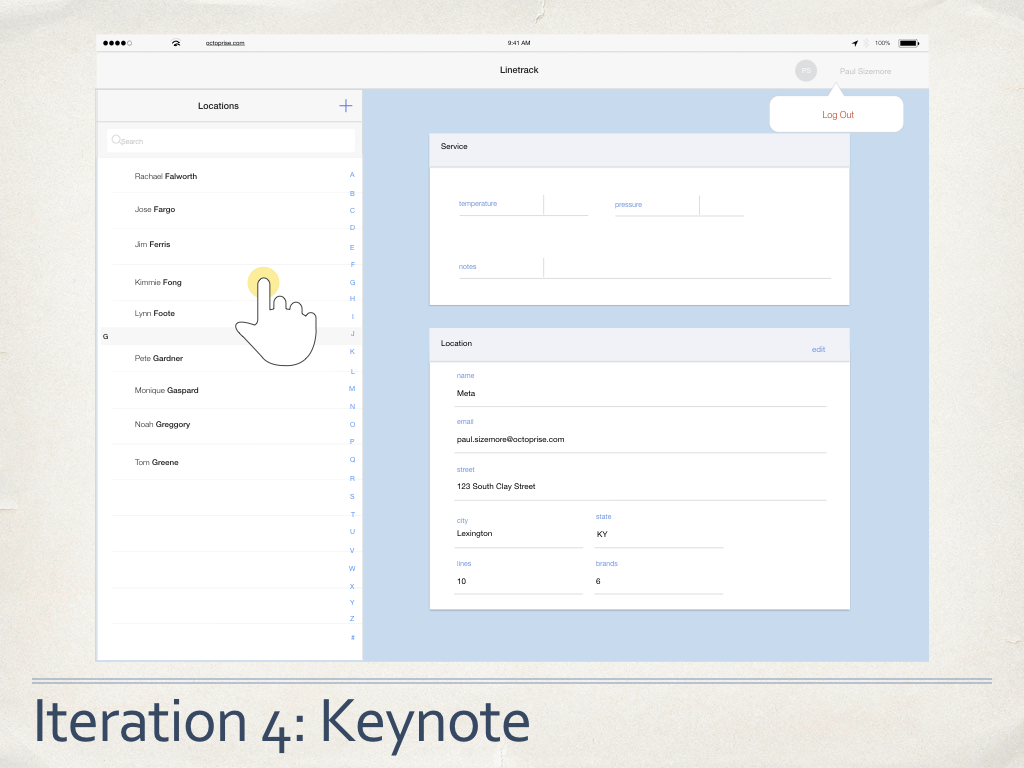 octoprise.com 9:41 AM 100%
Linetrack PS Paul Sizemore
Log Out
Locations
Search
Rachael Falworth
Jose Fargo
Jim Ferris
Kimmie Fong
Lynn Foote
G
Pete Gardner
Monique Gaspard
Noah Greggory
Tom Greene
A
B
C
D
E
F
G
H
I
J
K
L
M
N
O
P
Q
R
S
T
U
V
W
X
Y
Z
#
Service
temperature pressure
notes
Location
edit
name
Meta
email
paul.sizemore@octoprise.com
street
123 South Clay Street
city state
Lexington KY
lines brands
10 6
Iteration 4: Keynote